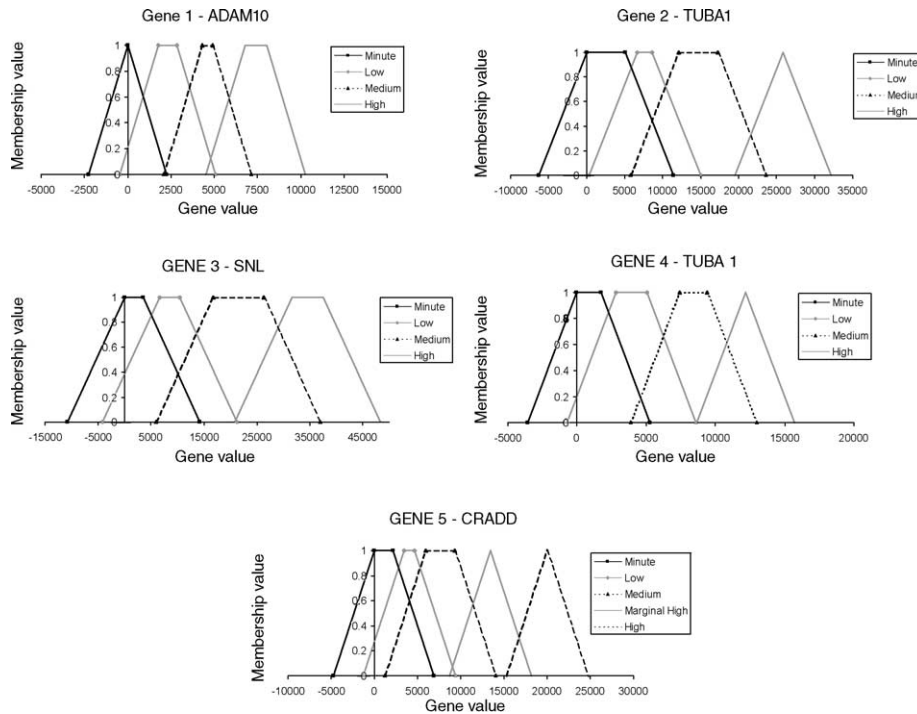 Gene 1 - ADAM10
Membership value
1
0.8
0.6
0.4
0.2
0
-5000 -2500 0 2500 5000 7500 10000 12500 15000
Gene value
Minute
Low
Medium
High
Gene 2 - TUBA1
Membership value
1
0.8
0.6
0.4
0.2
0
-10000 -5000 0 5000 10000 15000 20000 25000 30000 35000
Gene value
Minute
Low
Medium
High
GENE 3 - SNL
Membership value
1
0.8
0.6
0.4
0.2
0
-15000 -5000 5000 15000 25000 35000 45000
Gene value
Minute
Low
Medium
High
GENE 4 - TUBA 1
Membership value
1
0.8
0.6
0.4
0.2
0
-5000 0 5000 10000 15000 20000
Gene value
Minute
Low
Medium
High
GENE 5 - CRADD
Membership value
1
0.8
0.6
0.4
0.2
0
-10000 -5000 0 5000 10000 15000 20000 25000 30000
Gene value
Minute
Low
Medium
Marginal High
High